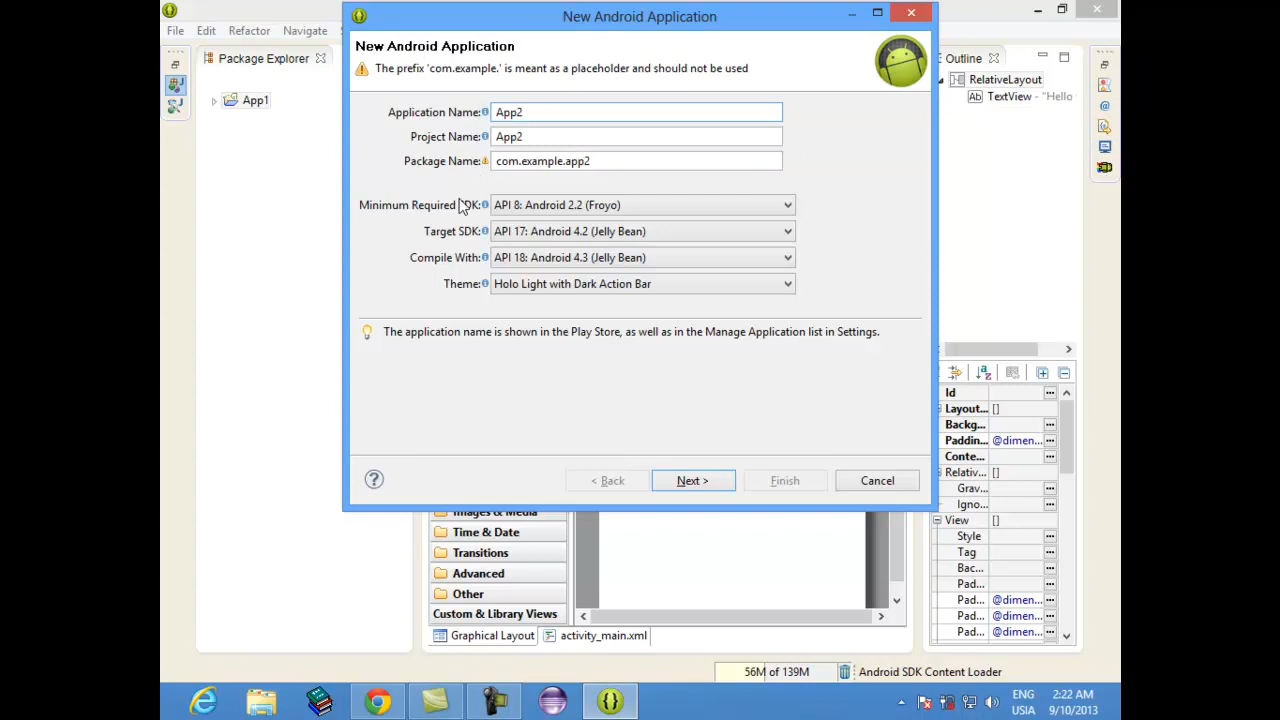 New Android Application
File Edit Refactor Navigate
New Android Application
The prefix 'com.example.' is meant as a placeholder and should not be used
Package Explorer
Outline
RelativeLayout
TextView - "Hello
App1
Application Name: App2
Project Name: App2
Package Name: com.example.app2
Minimum Required SDK: API 8: Android 2.2 (Froyo)
Target SDK: API 17: Android 4.2 (Jelly Bean)
Compile With: API 18: Android 4.3 (Jelly Bean)
Theme: Holo Light with Dark Action Bar
The application name is shown in the Play Store, as well as in the Manage Application list in Settings.
< Back
Next >
Finish
Cancel
Id
Layout... []
Backg...
Paddin... @dimen...
Conte...
Relativ... []
Grav...
Igno...
View []
Style
Tag
Bac...
Pad...
Pad... @dimen...
Pad... @dimen...
Pad... @dimen...
Images & Media
Time & Date
Transitions
Advanced
Other
Custom & Library Views
Graphical Layout
activity_main.xml
56M of 139M
Android SDK Content Loader
ENG
USIA
2:22 AM
9/10/2013